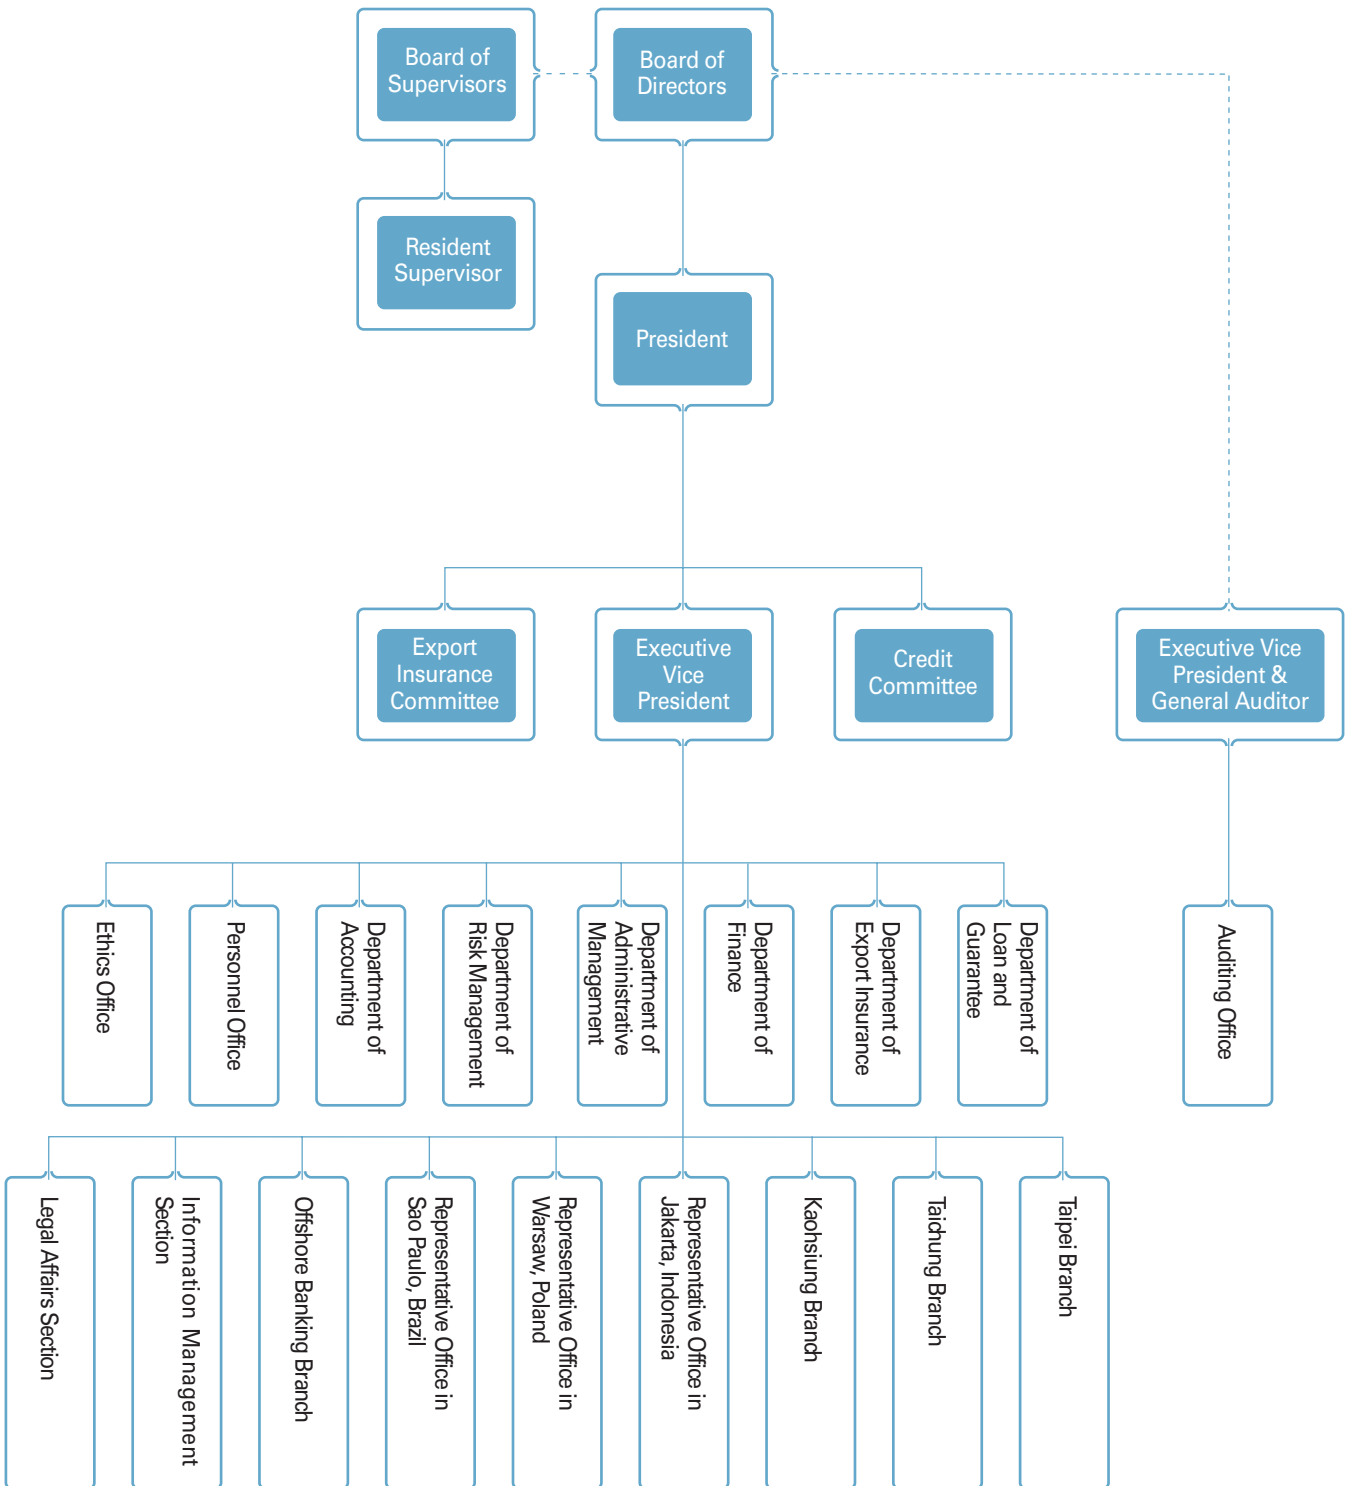 Board of
Supervisors
Board of
Directors
Resident
Supervisor
President
Export
Insurance
Committee
Executive
Vice
President
Credit
Committee
Executive Vice
President &
General Auditor
Ethics Office
Personnel Office
Department of
Accounting
Department of
Risk Management
Department of
Administrative
Management
Department of
Finance
Department of
Export Insurance
Department of
Loan and
Guarantee
Auditing Office
Legal Affairs Section
Information Management
Section
Offshore Banking Branch
Representative Office in
Sao Paulo, Brazil
Representative Office in
Warsaw, Poland
Representative Office in
Jakarta, Indonesia
Kaohsiung Branch
Taichung Branch
Taipei Branch